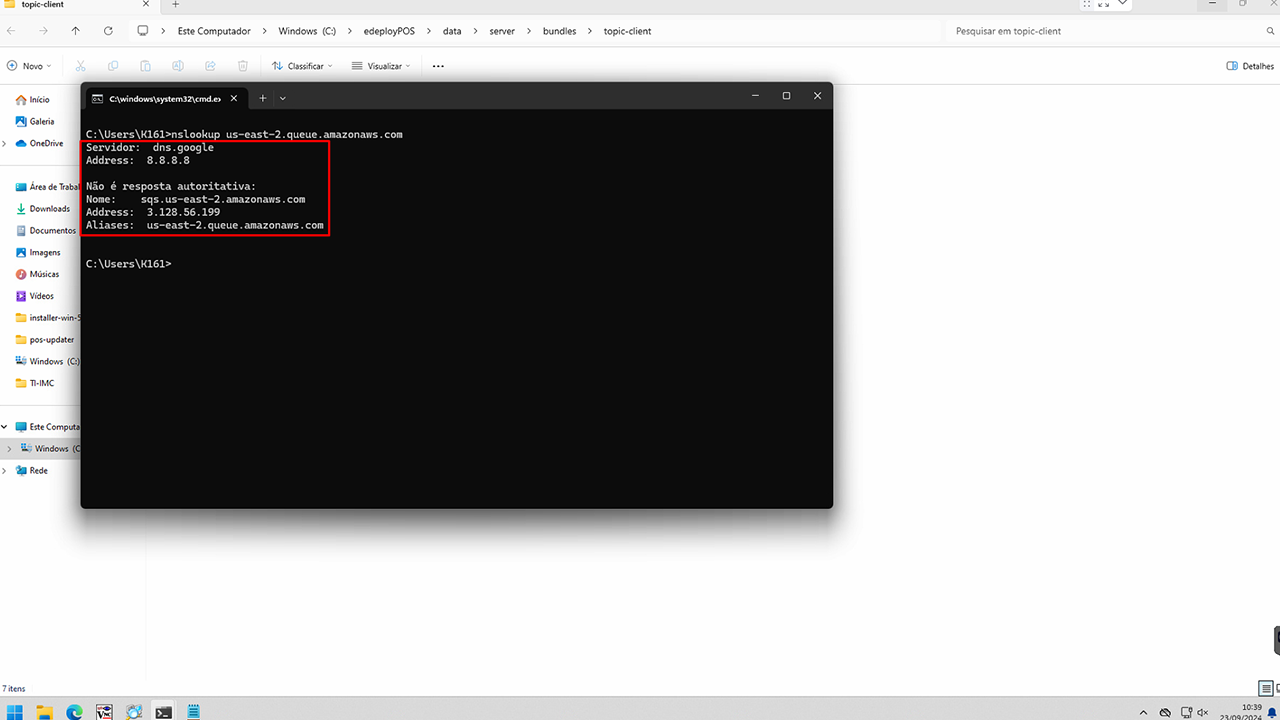 topic-client
Este Computador
Windows (C:)
edeployPOS
data
server
bundles
topic-client
Pesquisar em topic-client
Novo
Classificar
Visualizar
Detalhes
Início
Galeria
OneDrive
Área de Trabal
Downloads
Documentos
Imagens
Músicas
Vídeos
installer-win-5
pos-updater
Windows (C:)
TI-IMC
Este Computa
Windows (C
Rede
C:\windows\system32\cmd.ex
C:\Users\K161>nslookup us-east-2.queue.amazonaws.com
Servidor: dns.google
Address: 8.8.8.8
Não é resposta autoritativa:
Nome: sqs.us-east-2.amazonaws.com
Address: 3.128.56.199
Aliases: us-east-2.queue.amazonaws.com
C:\Users\K161>
7 itens
10:39
23/09/2024